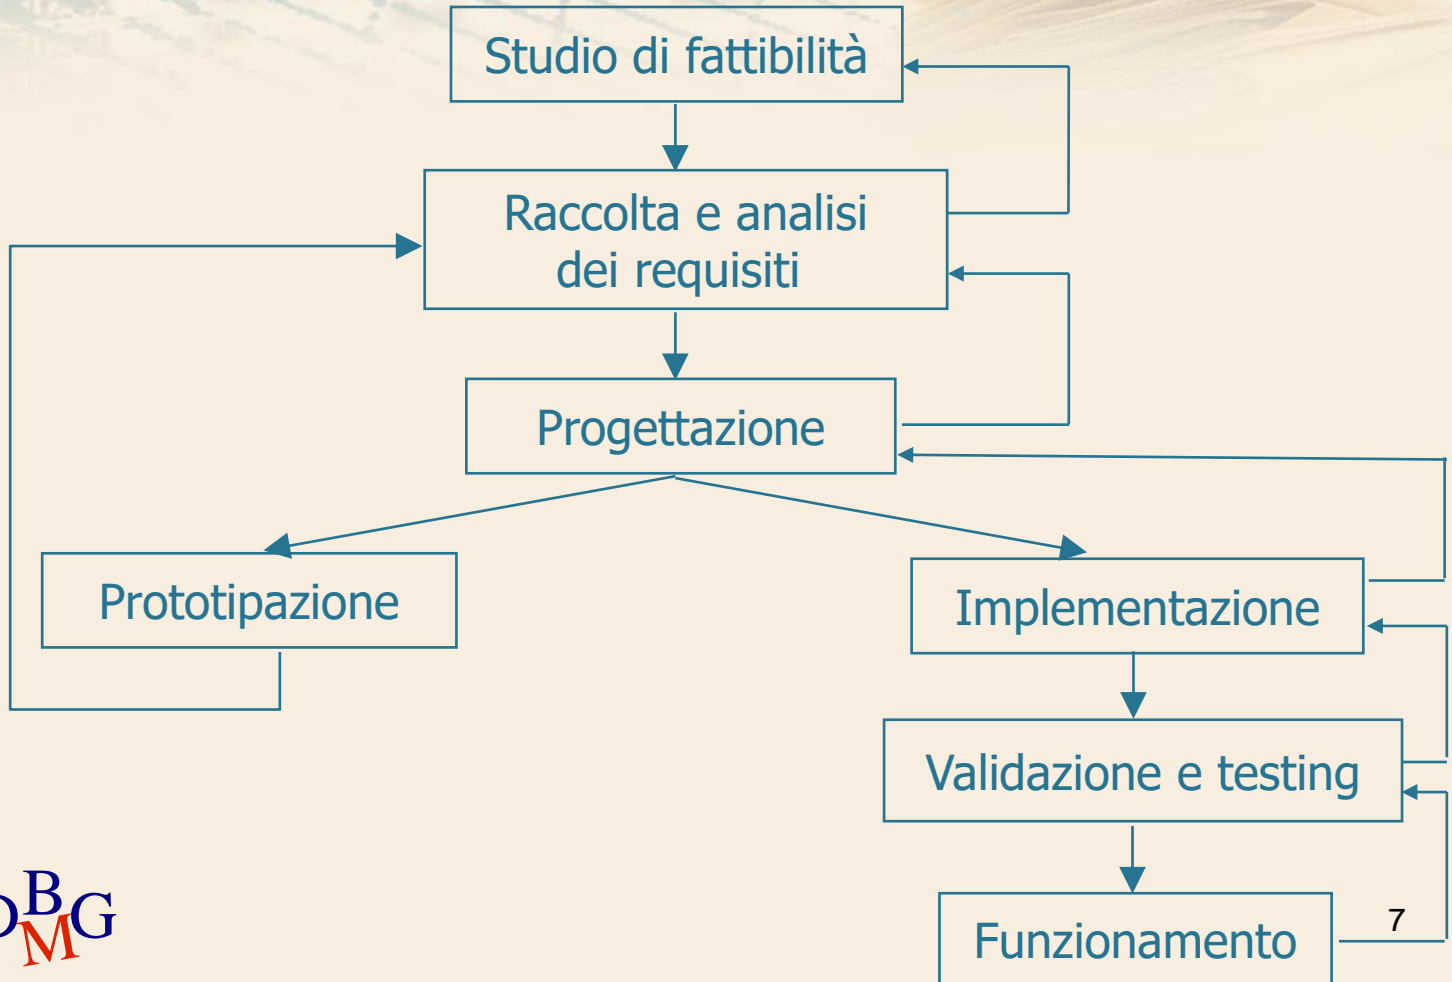 Studio di fattibilità
Raccolta e analisi
dei requisiti
Progettazione
Prototipazione
Implementazione
Validazione e testing
Funzionamento
7
DBMG